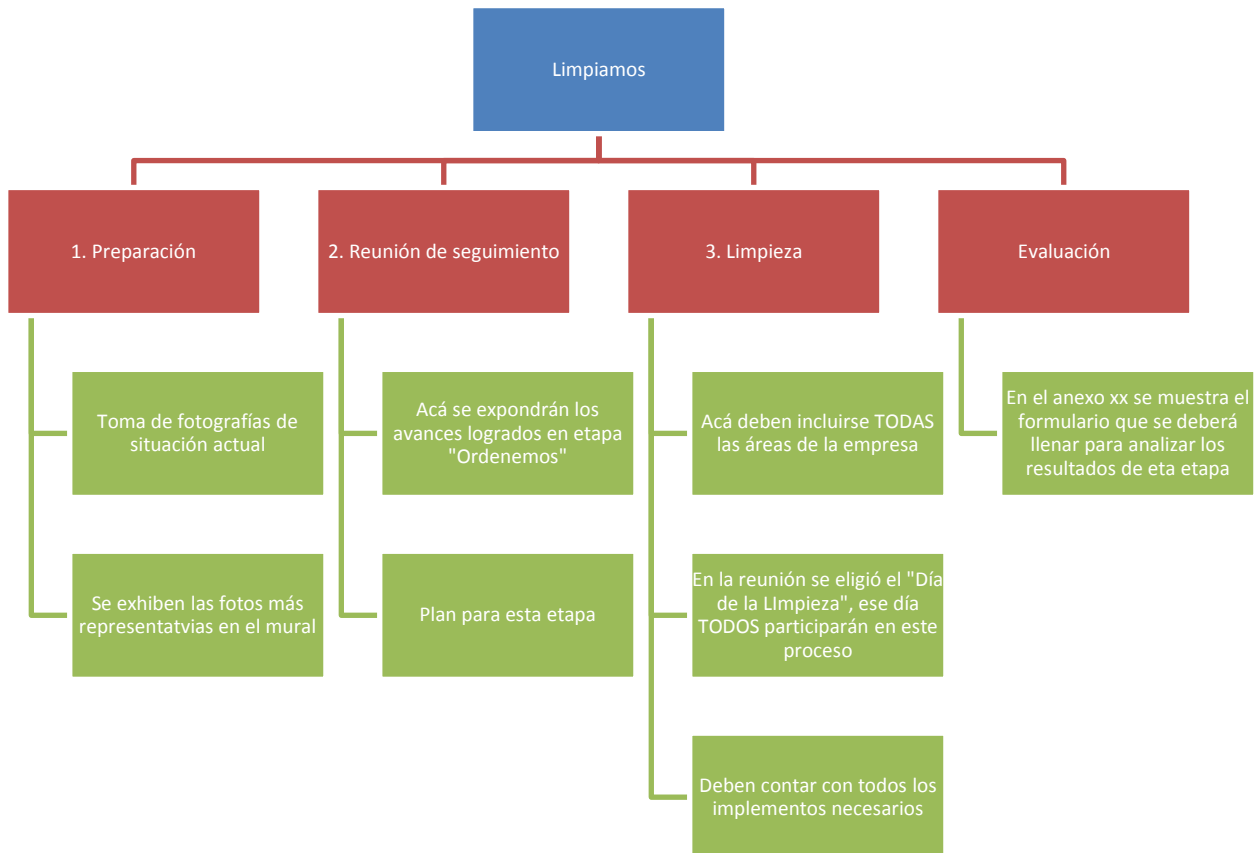 Limpiamos
1. Preparación
2. Reunión de seguimiento
3. Limpieza
Evaluación
Toma de fotografías de
situación actual
Se exhiben las fotos más
representatvias en el mural
Acá se expondrán los
avances logrados en etapa
"Ordenemos"
Plan para esta etapa
Acá deben incluirse TODAS
las áreas de la empresa
En la reunión se eligió el "Día
de la LImpieza", ese día
TODOS participarán en este
proceso
Deben contar con todos los
implementos necesarios
En el anexo xx se muestra el
formulario que se deberá
llenar para analizar los
resultados de eta etapa